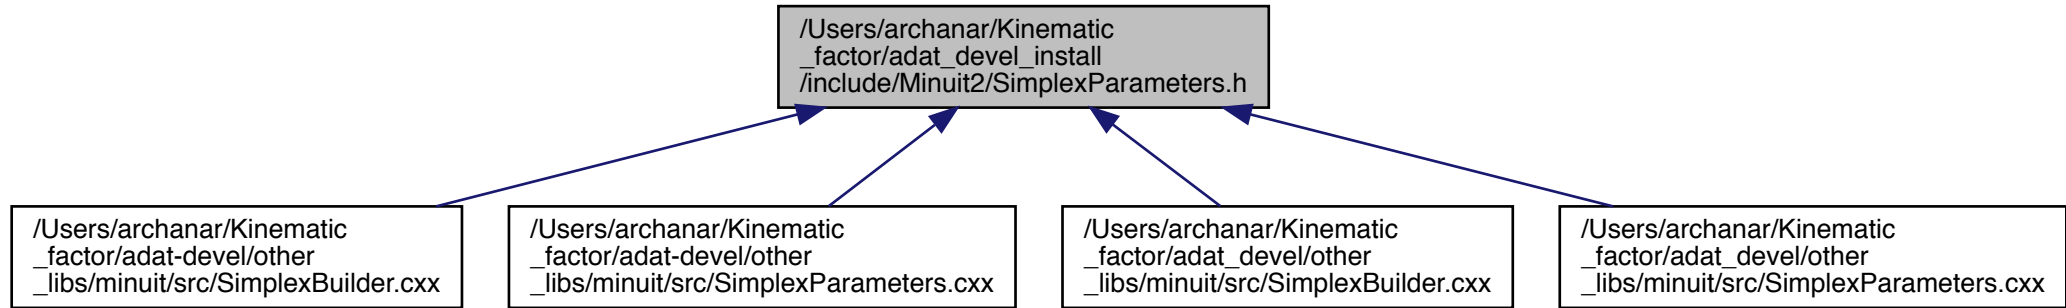 /Users/archanar/Kinematic
_factor/adat_devel_install
/include/Minuit2/SimplexParameters.h
/Users/archanar/Kinematic
_factor/adat-devel/other
_libs/minuit/src/SimplexBuilder.cxx
/Users/archanar/Kinematic
_factor/adat-devel/other
_libs/minuit/src/SimplexParameters.cxx
/Users/archanar/Kinematic
_factor/adat_devel/other
_libs/minuit/src/SimplexBuilder.cxx
/Users/archanar/Kinematic
_factor/adat_devel/other
_libs/minuit/src/SimplexParameters.cxx